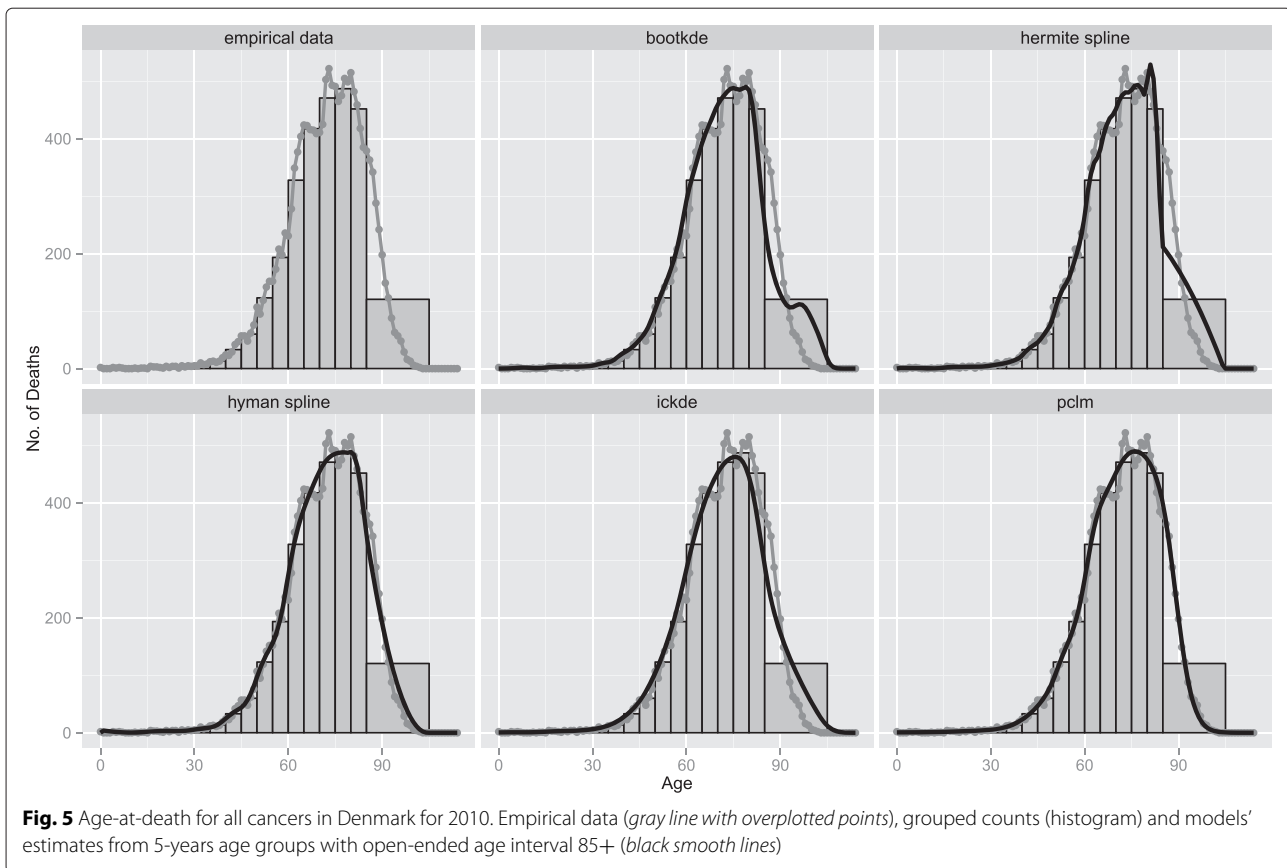 empirical data
bootkde
hermite spline
400
200
0
No. of Deaths
hyman spline
ickde
pclm
400
200
0
0 30 60 90
0 30 60 90
0 30 60 90
Age
Fig. 5 Age-at-death for all cancers in Denmark for 2010. Empirical data (gray line with overplotted points), grouped counts (histogram) and models’
estimates from 5-years age groups with open-ended age interval 85+ (black smooth lines)